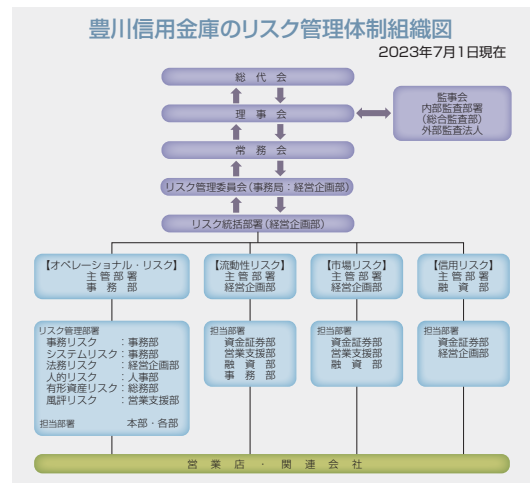 豊川信用金庫のリスク管理体制組織図
2023年7月1日現在
総代会
理事会
監事会
内部監査部署
(総合監査部)
外部監査法人
常務会
リスク管理委員会(事務局:経営企画部)
リスク統括部署(経営企画部)
【オペレーショナル・リスク】
主管部署
事務部
【流動性リスク】
主管部署
経営企画部
【市場リスク】
主管部署
経営企画部
【信用リスク】
主管部署
融資部
リスク管理部署
事務リスク:事務部
システムリスク:事務部
法務リスク:経営企画部
人的リスク:人事部
有形資産リスク:総務部
風評リスク:営業支援部
担当部署 本部・各部
担当部署
資金証券部
営業支援部
融資部
事務部
担当部署
資金証券部
営業支援部
融資部
担当部署
資金証券部
経営企画部
営業店・関連会社